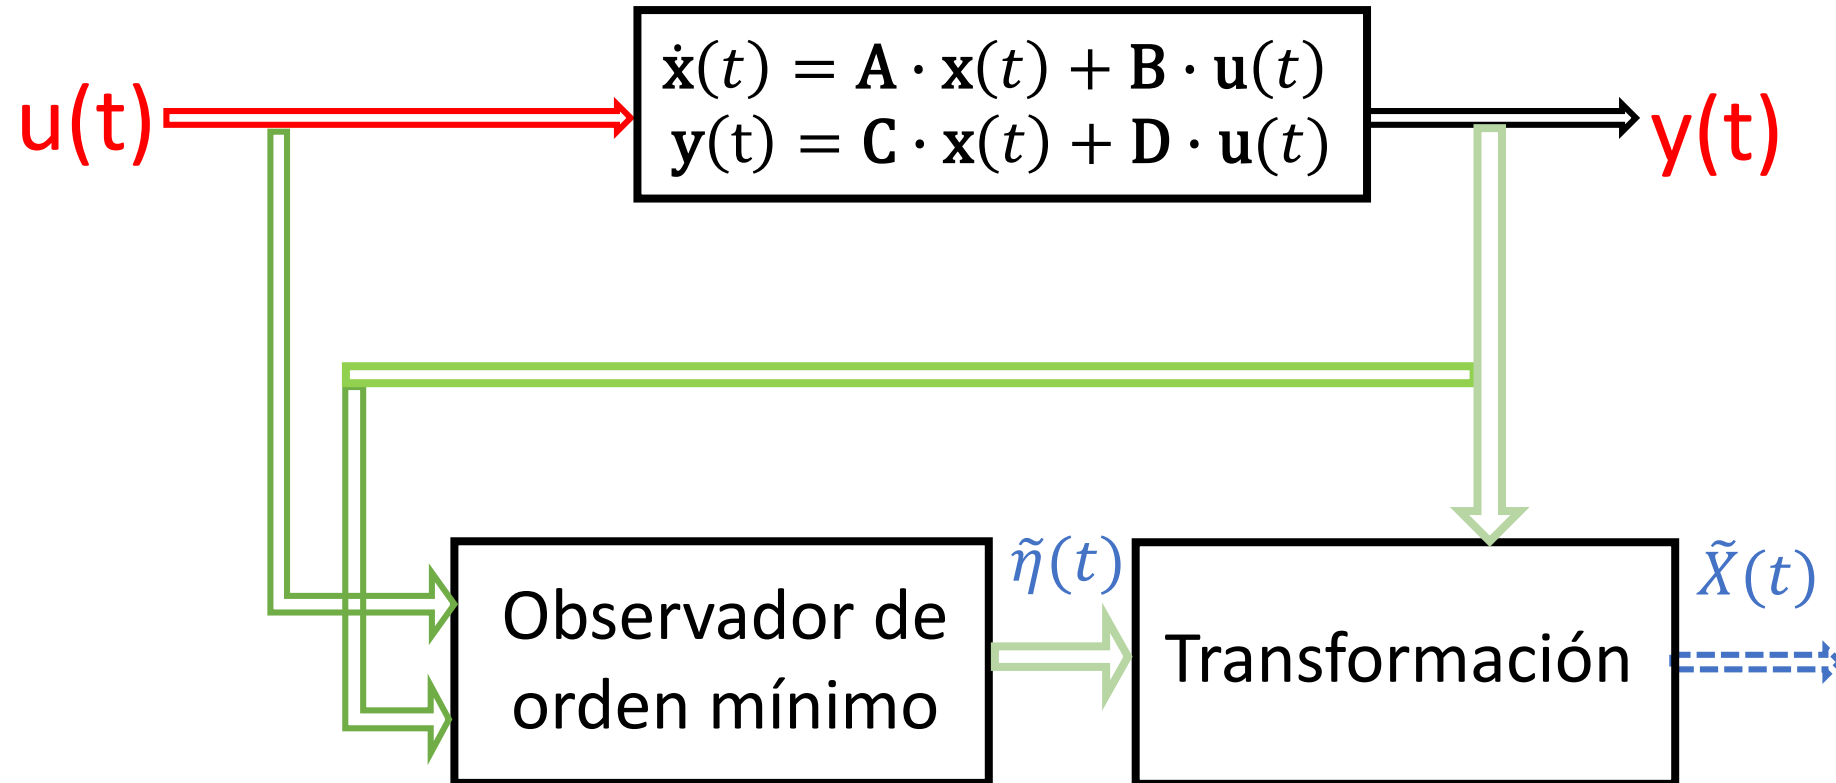 u(t)
ẋ(t) = A · x(t) + B · u(t)
y(t) = C · x(t) + D · u(t)
y(t)
Observador de
orden mínimo
η̃(t)
Transformación
X̃(t)